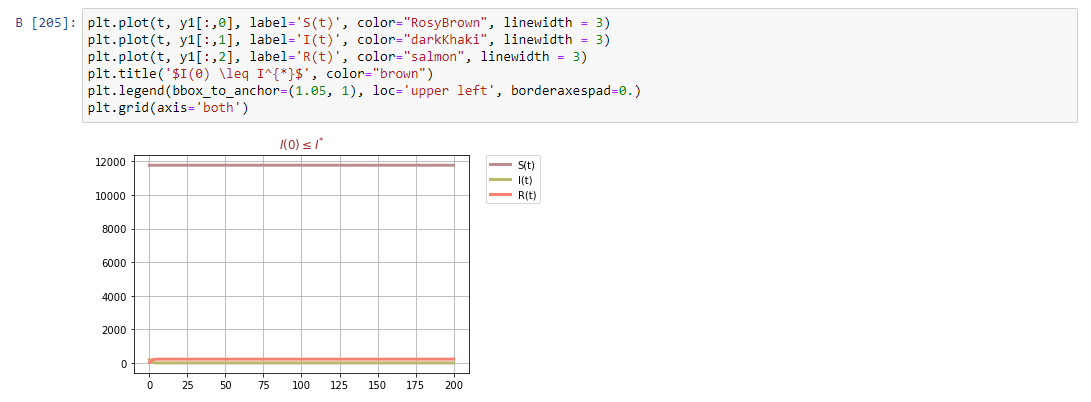 B [205]: plt.plot(t, y1[:,0], label='S(t)', color="RosyBrown", linewidth = 3)
plt.plot(t, y1[:,1], label='I(t)', color="darkKhaki", linewidth = 3)
plt.plot(t, y1[:,2], label='R(t)', color="salmon", linewidth = 3)
plt.title('$I(0) \leq I^{*}$', color="brown")
plt.legend(bbox_to_anchor=(1.05, 1), loc='upper left', borderaxespad=0.)
plt.grid(axis='both')
I(0) ≤ I*
12000
10000
8000
6000
4000
2000
0
0 25 50 75 100 125 150 175 200
S(t)
I(t)
R(t)